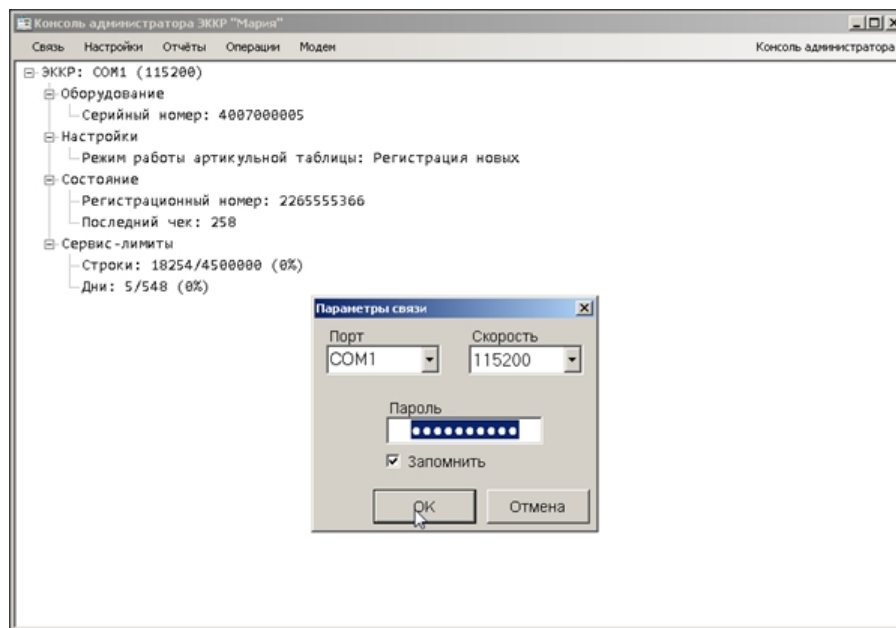 Консоль администратора ЭККР "Мария"
Связь Настройки Отчёты Операции Модем Консоль администратора
ЭККР: COM1 (115200)
Оборудование
Серийный номер: 4007000005
Настройки
Режим работы артикульной таблицы: Регистрация новых
Состояние
Регистрационный номер: 2265555366
Последний чек: 258
Сервис-лимиты
Строки: 18254/4500000 (0%)
Дни: 5/548 (0%)
Параметры связи
Порт Скорость
COM1 115200
Пароль
Запомнить
OK Отмена